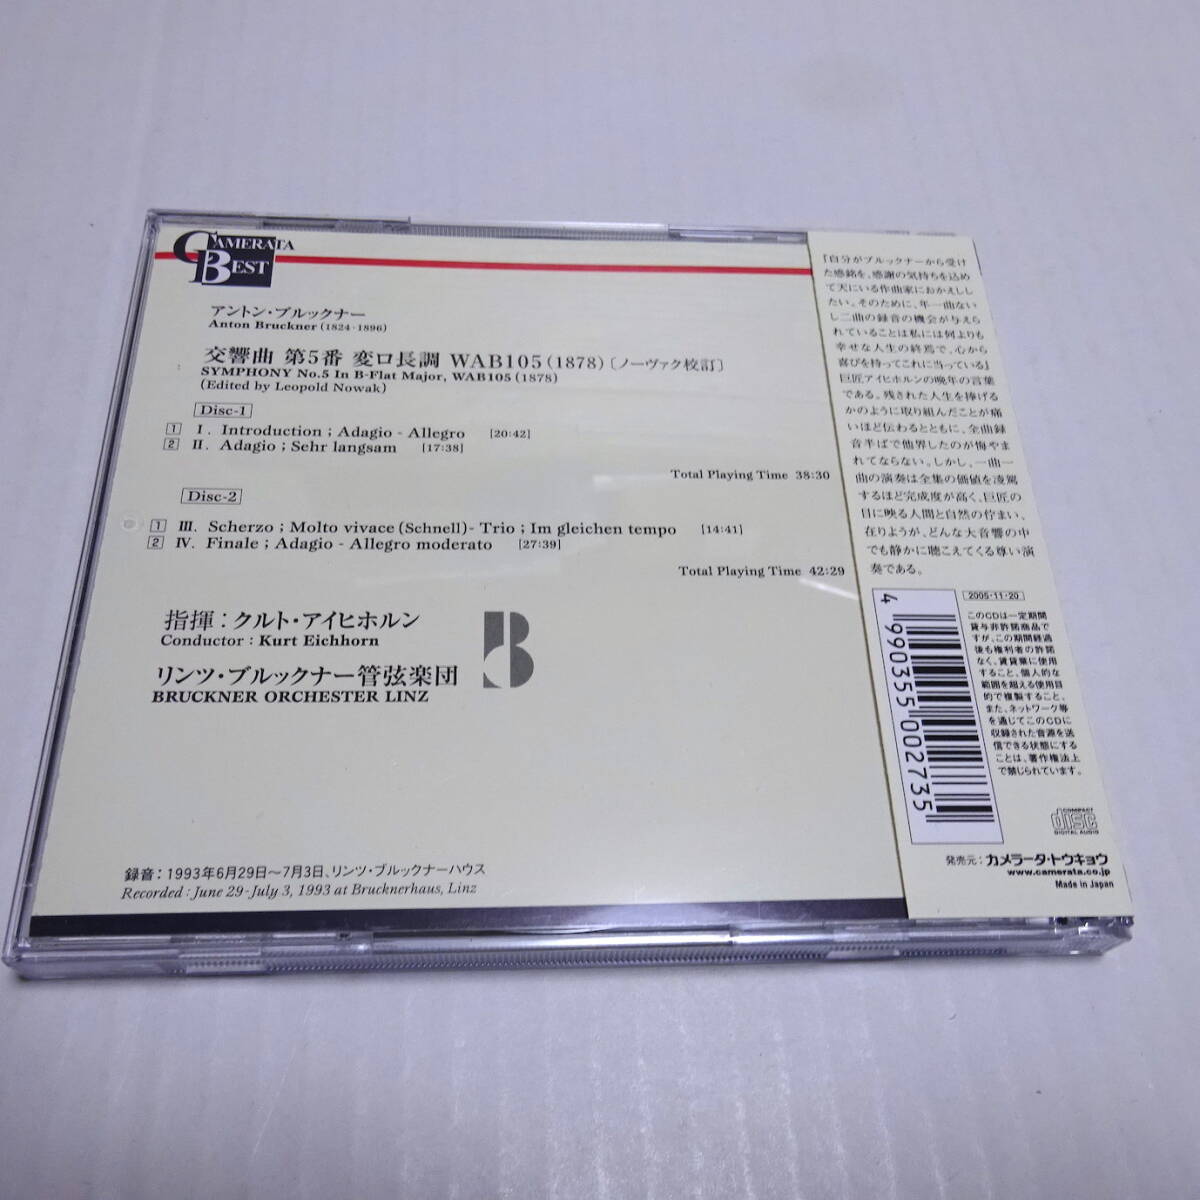 CAMERATA
BEST
アントン・ブルックナー
Anton Bruckner (1824-1896)
交響曲 第5番 変ロ長調 WAB105 (1878)〔ノーヴァク校訂〕
SYMPHONY No.5 In B-Flat Major, WAB105 (1878)
(Edited by Leopold Nowak)
Disc-1
1 I. Introduction ; Adagio - Allegro [20:42]
2 II. Adagio ; Sehr langsam [17:38]
Total Playing Time 38:30
Disc-2
1 III. Scherzo ; Molto vivace (Schnell) - Trio ; Im gleichen tempo [14:41]
2 IV. Finale ; Adagio - Allegro moderato [27:39]
Total Playing Time 42:29
指揮：クルト・アイヒホルン
Conductor : Kurt Eichhorn
リンツ・ブルックナー管弦楽団
BRUCKNER ORCHESTER LINZ
B
録音：1993年6月29日～7月3日、リンツ・ブルックナーハウス
Recorded : June 29-July 3, 1993 at Brucknerhaus, Linz
「自分がブルックナーから受け
た感銘を、感謝の気持ちを込め
て天にいる作曲家におかえしし
たい。そのために、年一曲ない
し二曲の録音の機会が与えら
れていることは私には何よりも
幸せな人生の終篤で、心から
喜びを持ってこれに当っている」
巨匠アイヒホルンの晩年の言葉
である。残された人生を捧げる
かのように取り組んだことが痛
いほど伝わるとともに、全曲録
音半ばで他界したのが悔やま
れてならない。しかし、一曲一
曲の演奏は全集の価値を凌駕
するほど完成度が高く、巨匠の
目に映る人間と自然の佇まい、
在りようが、どんな大音響の中
でも静かに聴こえてくる尊い演
奏である。
4 990355 002735
2005・11・20
このCDは一定期間
貸与非許諾商品で
すが、この期間経過
後も権利者の許諾
なく、賃貸業に使用
すること、個人的な
範囲を超える使用目
的で複製すること、
また、ネットワーク等
を通じてこのCDに
収録された音源を送
信できる状態にする
ことは、著作権法上
で禁じられています。
COMPACT
disc
DIGITAL AUDIO
発売元：カメラータ・トウキョウ
www.camerata.co.jp
Made in Japan